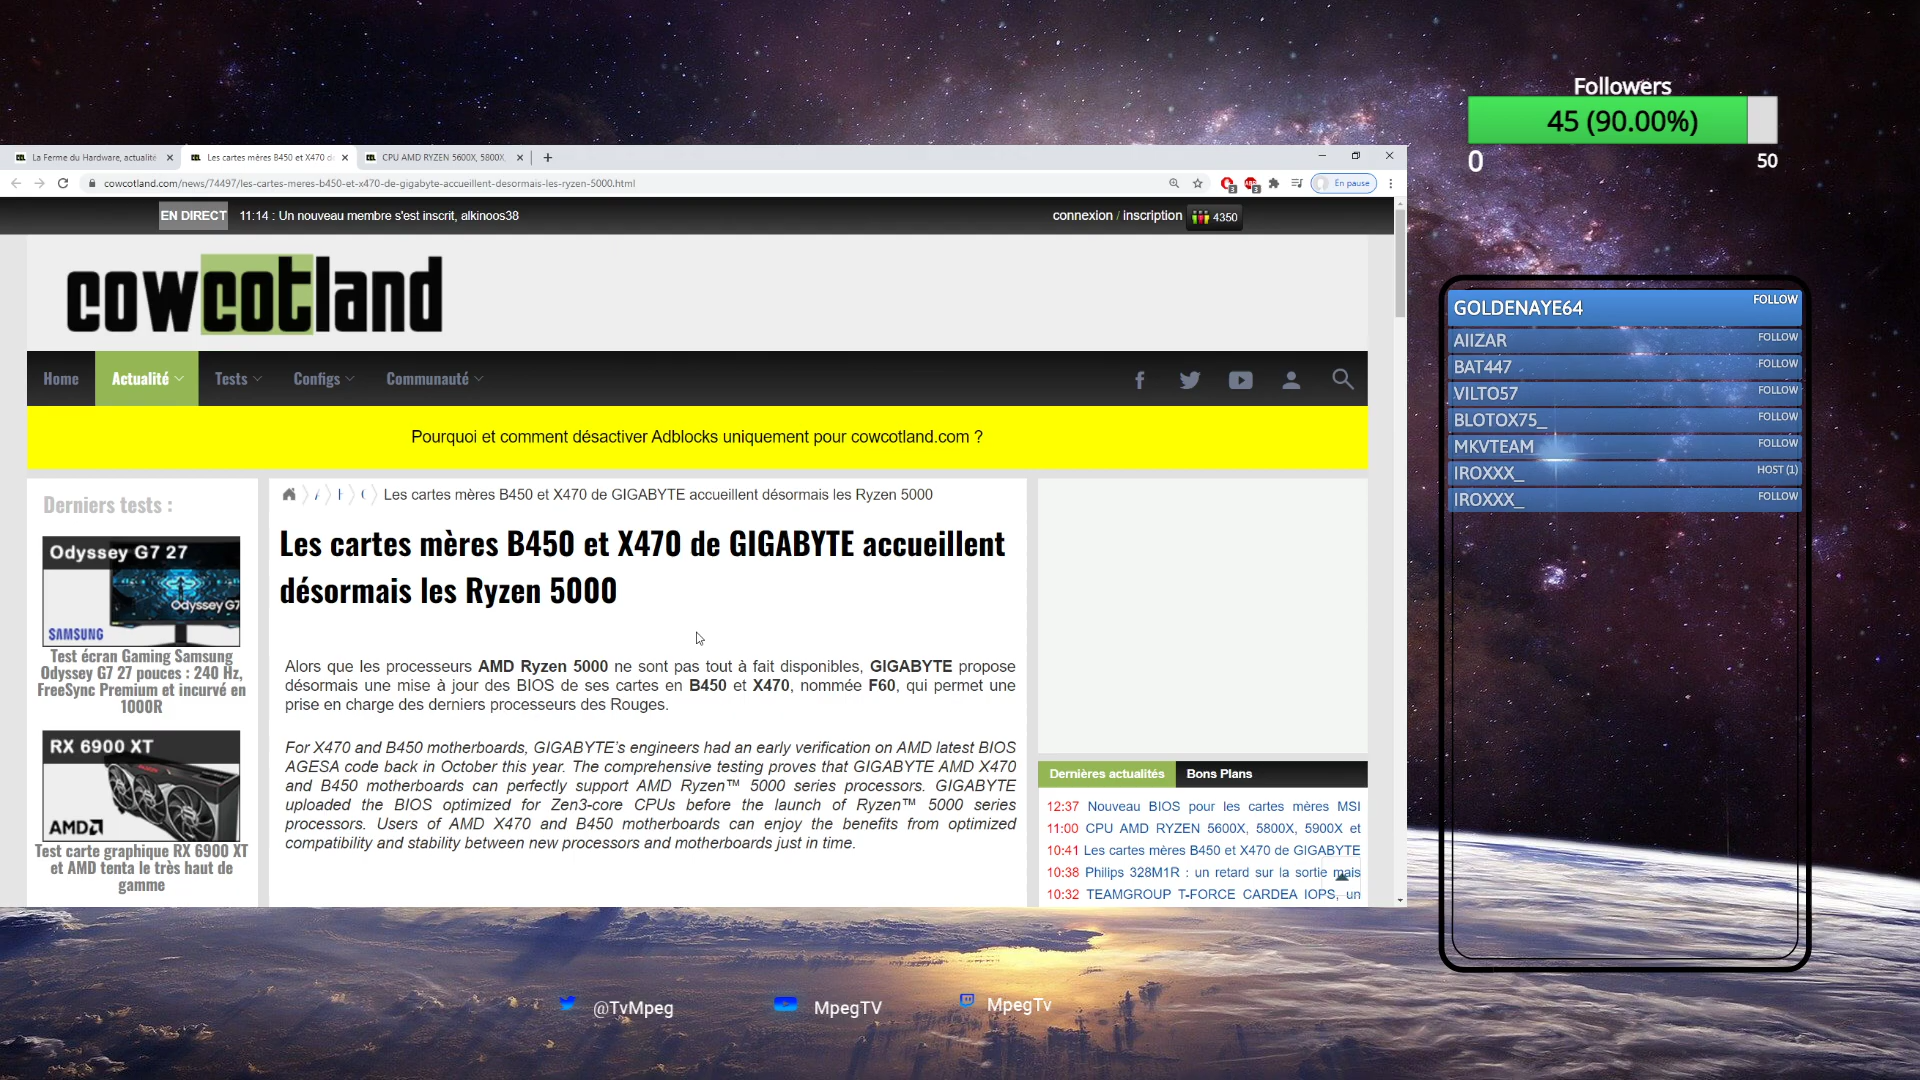 Followers
45 (90.00%)
0
50
La Ferme du Hardware, actualité
Les cartes mères B450 et X470 d
CPU AMD RYZEN 5600X, 5800X,
cowcotland.com/news/74497/les-cartes-meres-b450-et-x470-de-gigabyte-accueillent-desormais-les-ryzen-5000.html
En pause
EN DIRECT 11:14 : Un nouveau membre s'est inscrit, alkinoos38
connexion / inscription 4350
cowcotland
Home Actualité Tests Configs Communauté
Pourquoi et comment désactiver Adblocks uniquement pour cowcotland.com ?
Derniers tests :
Odyssey G7 27
Odyssey G7
SAMSUNG
Test écran Gaming Samsung
Odyssey G7 27 pouces : 240 Hz,
FreeSync Premium et incurvé en
1000R
RX 6900 XT
AMD
Test carte graphique RX 6900 XT
et AMD tenta le très haut de
gamme
Les cartes mères B450 et X470 de GIGABYTE accueillent désormais les Ryzen 5000
Les cartes mères B450 et X470 de GIGABYTE accueillent
désormais les Ryzen 5000
Alors que les processeurs AMD Ryzen 5000 ne sont pas tout à fait disponibles, GIGABYTE propose
désormais une mise à jour des BIOS de ses cartes en B450 et X470, nommée F60, qui permet une
prise en charge des derniers processeurs des Rouges.
For X470 and B450 motherboards, GIGABYTE's engineers had an early verification on AMD latest BIOS
AGESA code back in October this year. The comprehensive testing proves that GIGABYTE AMD X470
and B450 motherboards can perfectly support AMD Ryzen™ 5000 series processors. GIGABYTE
uploaded the BIOS optimized for Zen3-core CPUs before the launch of Ryzen™ 5000 series
processors. Users of AMD X470 and B450 motherboards can enjoy the benefits from optimized
compatibility and stability between new processors and motherboards just in time.
Dernières actualités Bons Plans
12:37 Nouveau BIOS pour les cartes mères MSI
11:00 CPU AMD RYZEN 5600X, 5800X, 5900X et
10:41 Les cartes mères B450 et X470 de GIGABYTE
10:38 Philips 328M1R : un retard sur la sortie mais
10:32 TEAMGROUP T-FORCE CARDEA IOPS, un
GOLDENAYE64 FOLLOW
AIIZAR FOLLOW
BAT447 FOLLOW
VILTO57 FOLLOW
BLOTOX75_ FOLLOW
MKVTEAM FOLLOW
IROXXX_ HOST (1)
IROXXX_ FOLLOW
@TvMpeg
MpegTV
MpegTv